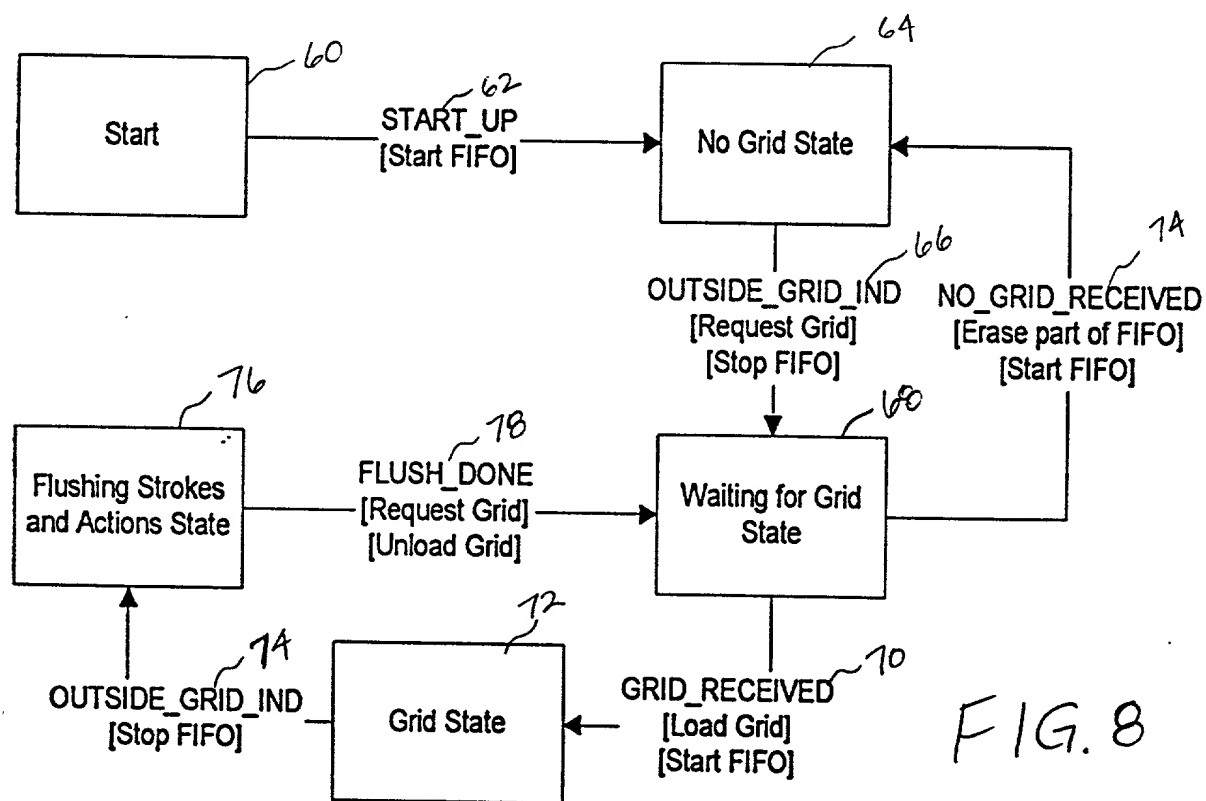 60
Start
62
START_UP
[Start FIFO]
64
No Grid State
66
OUTSIDE_GRID_IND
[Request Grid]
[Stop FIFO]
74
NO_GRID_RECEIVED
[Erase part of FIFO]
[Start FIFO]
76
Flushing Strokes
and Actions State
78
FLUSH_DONE
[Request Grid]
[Unload Grid]
68
Waiting for Grid
State
74
OUTSIDE_GRID_IND
[Stop FIFO]
72
Grid State
70
GRID_RECEIVED
[Load Grid]
[Start FIFO]
FIG. 8